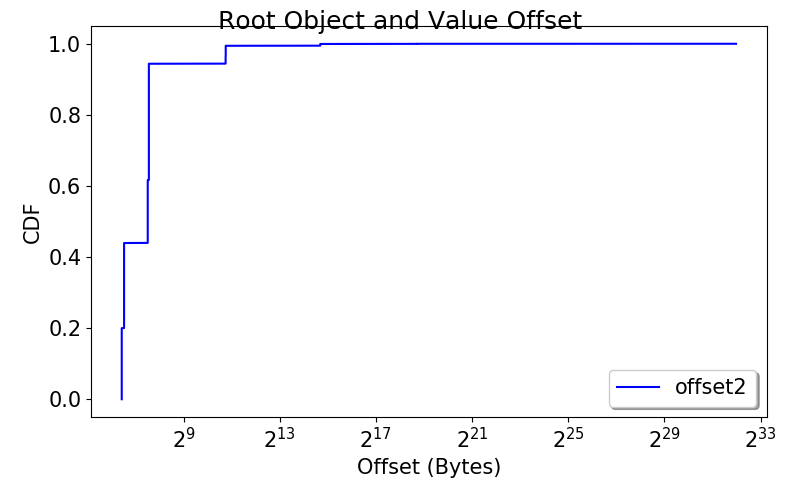 Root Object and Value Offset
1.0
0.8
0.6
0.4
0.2
0.0
CDF
offset2
2^9 2^13 2^17 2^21 2^25 2^29 2^33
Offset (Bytes)